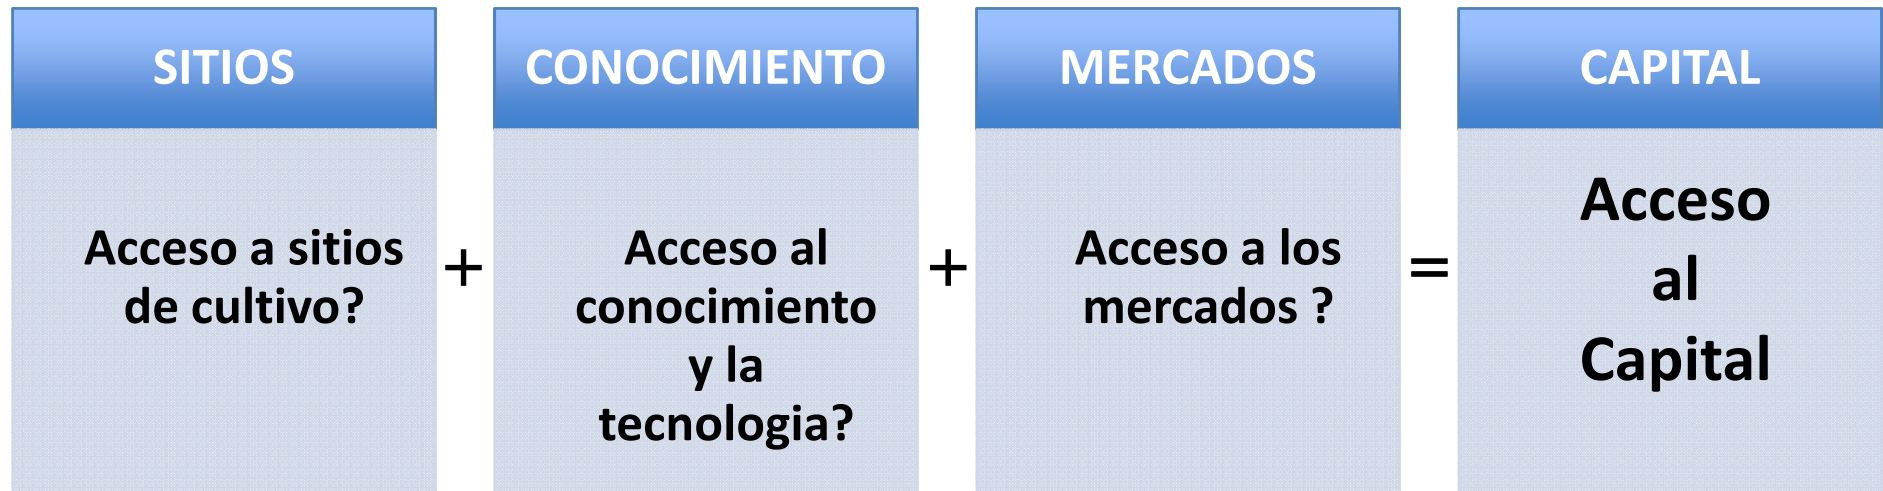 SITIOS
Acceso a sitios
de cultivo?
+
CONOCIMIENTO
Acceso al
conocimiento
y la
tecnologia?
+
MERCADOS
Acceso a los
mercados ?
=
CAPITAL
Acceso
al
Capital